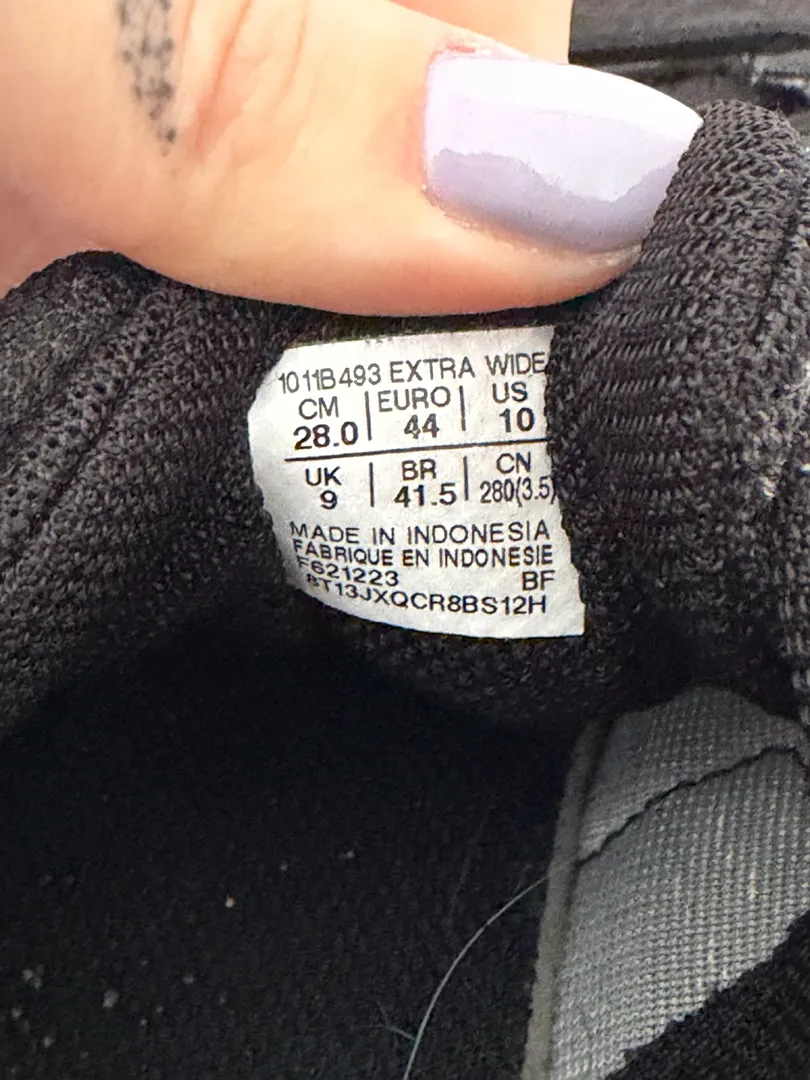 1011B493 EXTRA WIDE
CM | EURO | US
28.0 | 44 | 10
UK | BR | CN
9 | 41.5 | 280(3.5)
MADE IN INDONESIA
FABRIQUE EN INDONESIE
F621223 BF
8T13JXQCR8BS12H